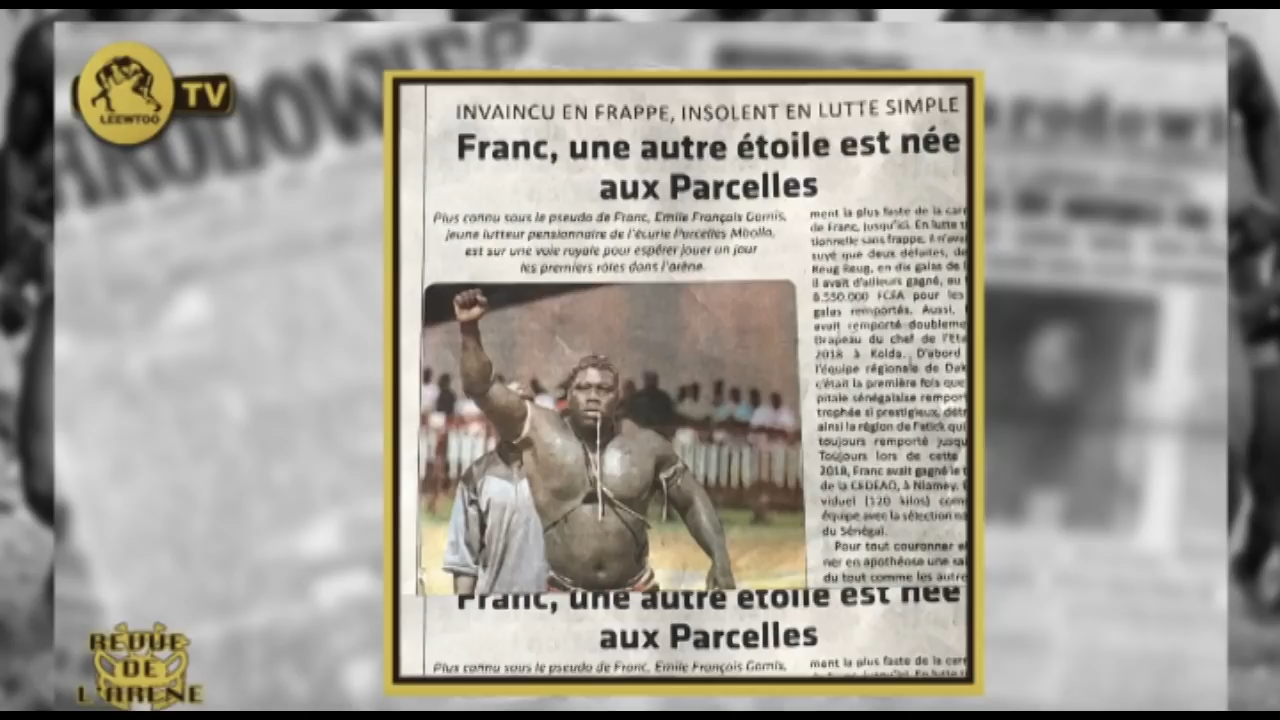 LEEWTOO
TV
INVAINCU EN FRAPPE, INSOLENT EN LUTTE SIMPLE
Franc, une autre étoile est née
aux Parcelles
Plus connu sous le pseudo de Franc, Emile François Gomis,
jeune lutteur pensionnaire de l'écurie Parcelles Mbollo,
est sur une voie royale pour espérer jouer un jour
les premiers rôles dans l'arène.
ment la plus faste de la car
de Franc, jusqu'ici. En lutte t
tionnelle sans frappe, il n'avai
suyé que deux défaites, de
Reug Reug, en dix galas de l
il avait d'ailleurs gagné, au
8.550.000 FCFA pour les
galas remportés. Aussi,
avait remporté doubleme
Drapeau du chef de l'Eta
2018 à Kolda. D'abord
l'équipe régionale de Dak
c'était la première fois que
pitale sénégalaise rempor
trophée si prestigieux, détr
ainsi la région de Fatick qui
toujours remporté jusqu
Toujours lors de cette
2018, Franc avait gagné le t
de la CEDEAO, à Niamey.
viduel (120 kilos) com
équipe avec la sélection na
du Sénégal.
Pour tout couronner e
ner en apothéose une sai
du tout comme les autre
Franc, une autre étoile est née
aux Parcelles
Plus connu sous le pseudo de Franc, Emile François Gomis,
ment la plus faste de la car
REVUE
DE
L'ARENE